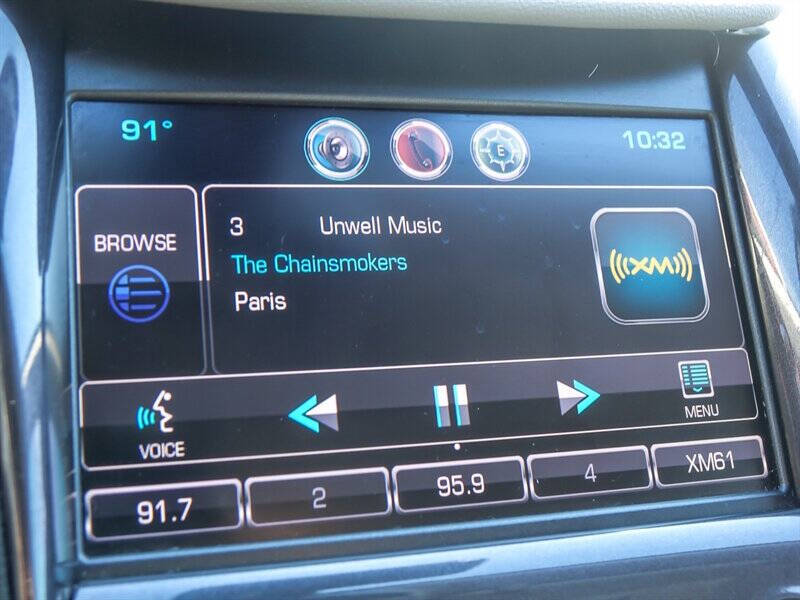 91°
E
10:32
BROWSE
3 Unwell Music
The Chainsmokers
Paris
((XM))
VOICE
MENU
91.7
2
95.9
4
XM61